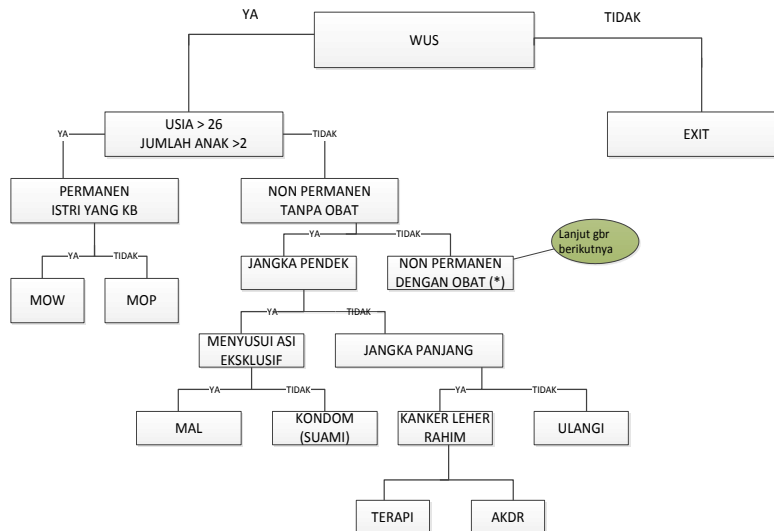 YA
TIDAK
WUS
USIA > 26
JUMLAH ANAK >2
EXIT
YA
TIDAK
PERMANEN
ISTRI YANG KB
NON PERMANEN
TANPA OBAT
Lanjut gbr
berikutnya
YA
TIDAK
YA
TIDAK
MOW
MOP
JANGKA PENDEK
NON PERMANEN
DENGAN OBAT (*)
YA
TIDAK
MENYUSUI ASI
EKSKLUSIF
JANGKA PANJANG
YA
TIDAK
YA
TIDAK
MAL
KONDOM
(SUAMI)
KANKER LEHER
RAHIM
ULANGI
TERAPI
AKDR